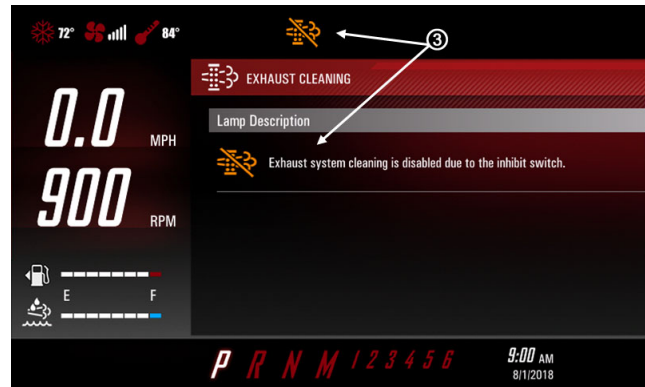 72° 84°
③
EXHAUST CLEANING
Lamp Description
Exhaust system cleaning is disabled due to the inhibit switch.
0.0 MPH
900 RPM
E F
P R N M 1 2 3 4 5 6
9:00 AM
8/1/2018